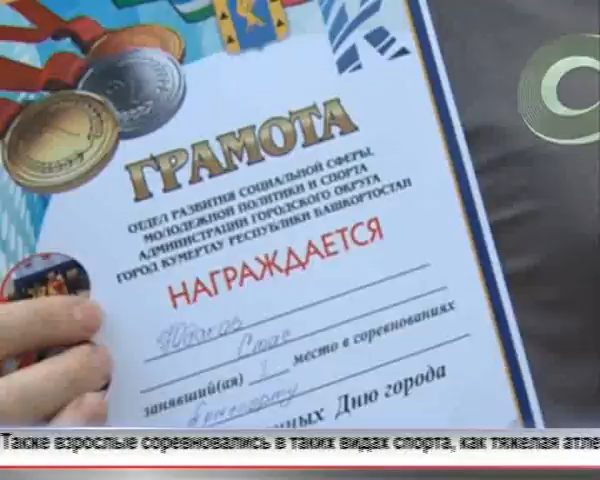 ГРАМОТА
ОТДЕЛ РАЗВИТИЯ СОЦИАЛЬНОЙ СФЕРЫ,
МОЛОДЕЖНОЙ ПОЛИТИКИ И СПОРТА
АДМИНИСТРАЦИИ ГОРОДСКОГО ОКРУГА
ГОРОД КУМЕРТАУ РЕСПУБЛИКИ БАШКОРТОСТАН
НАГРАЖДАЕТСЯ
Стас
занявший(ая) место в соревнованиях
Дню города
Также взрослые соревновались в таких видах спорта, как тяжелая атле